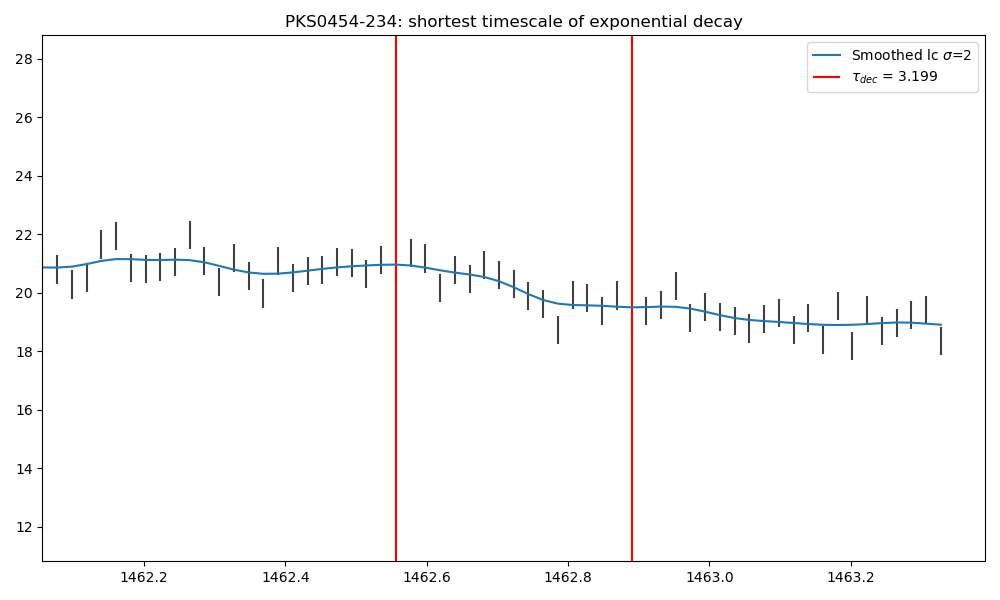 PKS0454-234: shortest timescale of exponential decay
Smoothed lc σ=2
τ_dec = 3.199
28
26
24
22
20
18
16
14
12
1462.2 1462.4 1462.6 1462.8 1463.0 1463.2